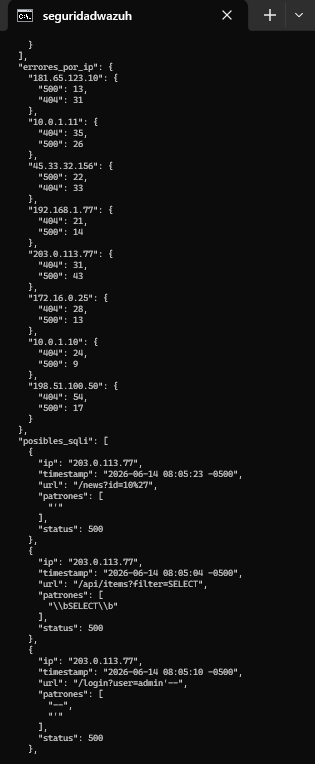 seguridadwazuh
}
],
"errores_por_ip": {
"181.65.123.10": {
"500": 13,
"404": 31
},
"10.0.1.11": {
"404": 35,
"500": 26
},
"45.33.32.156": {
"500": 22,
"404": 33
},
"192.168.1.77": {
"404": 21,
"500": 14
},
"203.0.113.77": {
"404": 31,
"500": 43
},
"172.16.0.25": {
"404": 28,
"500": 13
},
"10.0.1.10": {
"404": 24,
"500": 9
},
"198.51.100.50": {
"404": 54,
"500": 17
}
},
"posibles_sqli": [
{
"ip": "203.0.113.77",
"timestamp": "2026-06-14 08:05:23 -0500",
"url": "/news?id=10%27",
"patrones": [
"'"
],
"status": 500
},
{
"ip": "203.0.113.77",
"timestamp": "2026-06-14 08:05:04 -0500",
"url": "/api/items?filter=SELECT",
"patrones": [
"\\bSELECT\\b"
],
"status": 500
},
{
"ip": "203.0.113.77",
"timestamp": "2026-06-14 08:05:10 -0500",
"url": "/login?user=admin'--",
"patrones": [
"--",
"'"
],
"status": 500
},